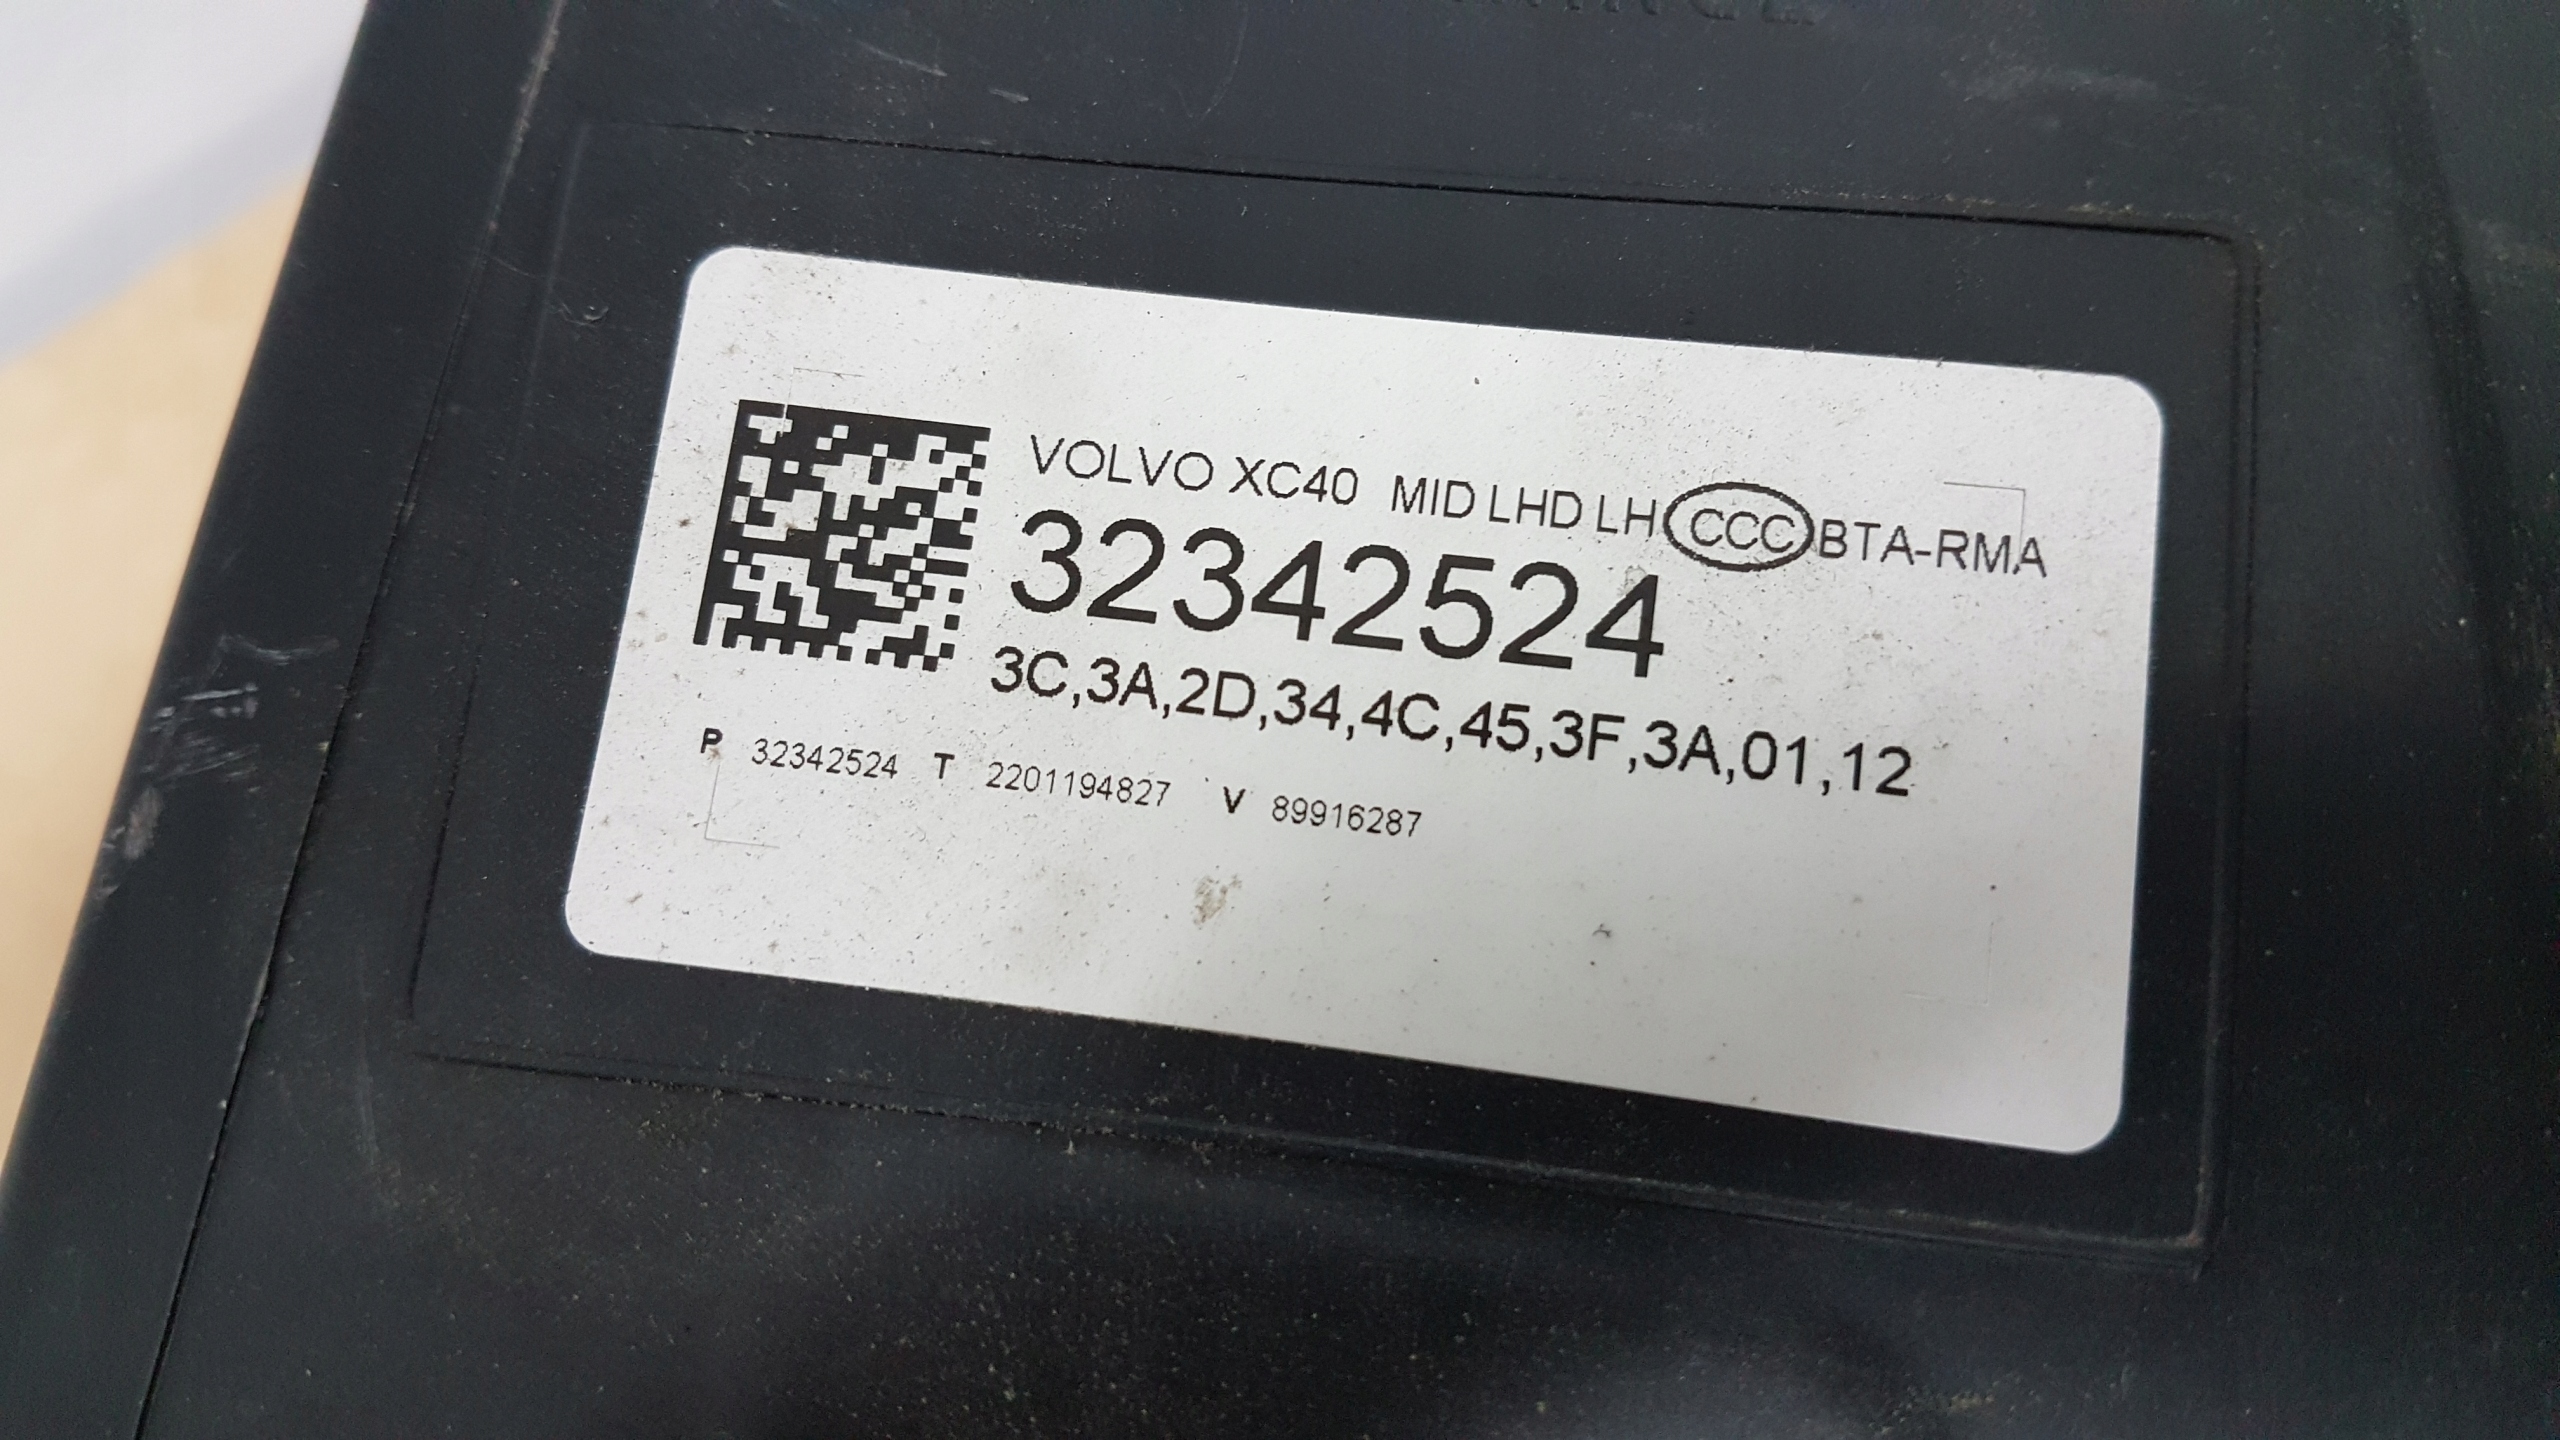 VOLVO XC40 MID LHD LH CCC BTA-RMA
32342524
3C,3A,2D,34,4C,45,3F,3A,01,12
P 32342524 T 2201194827 V 89916287